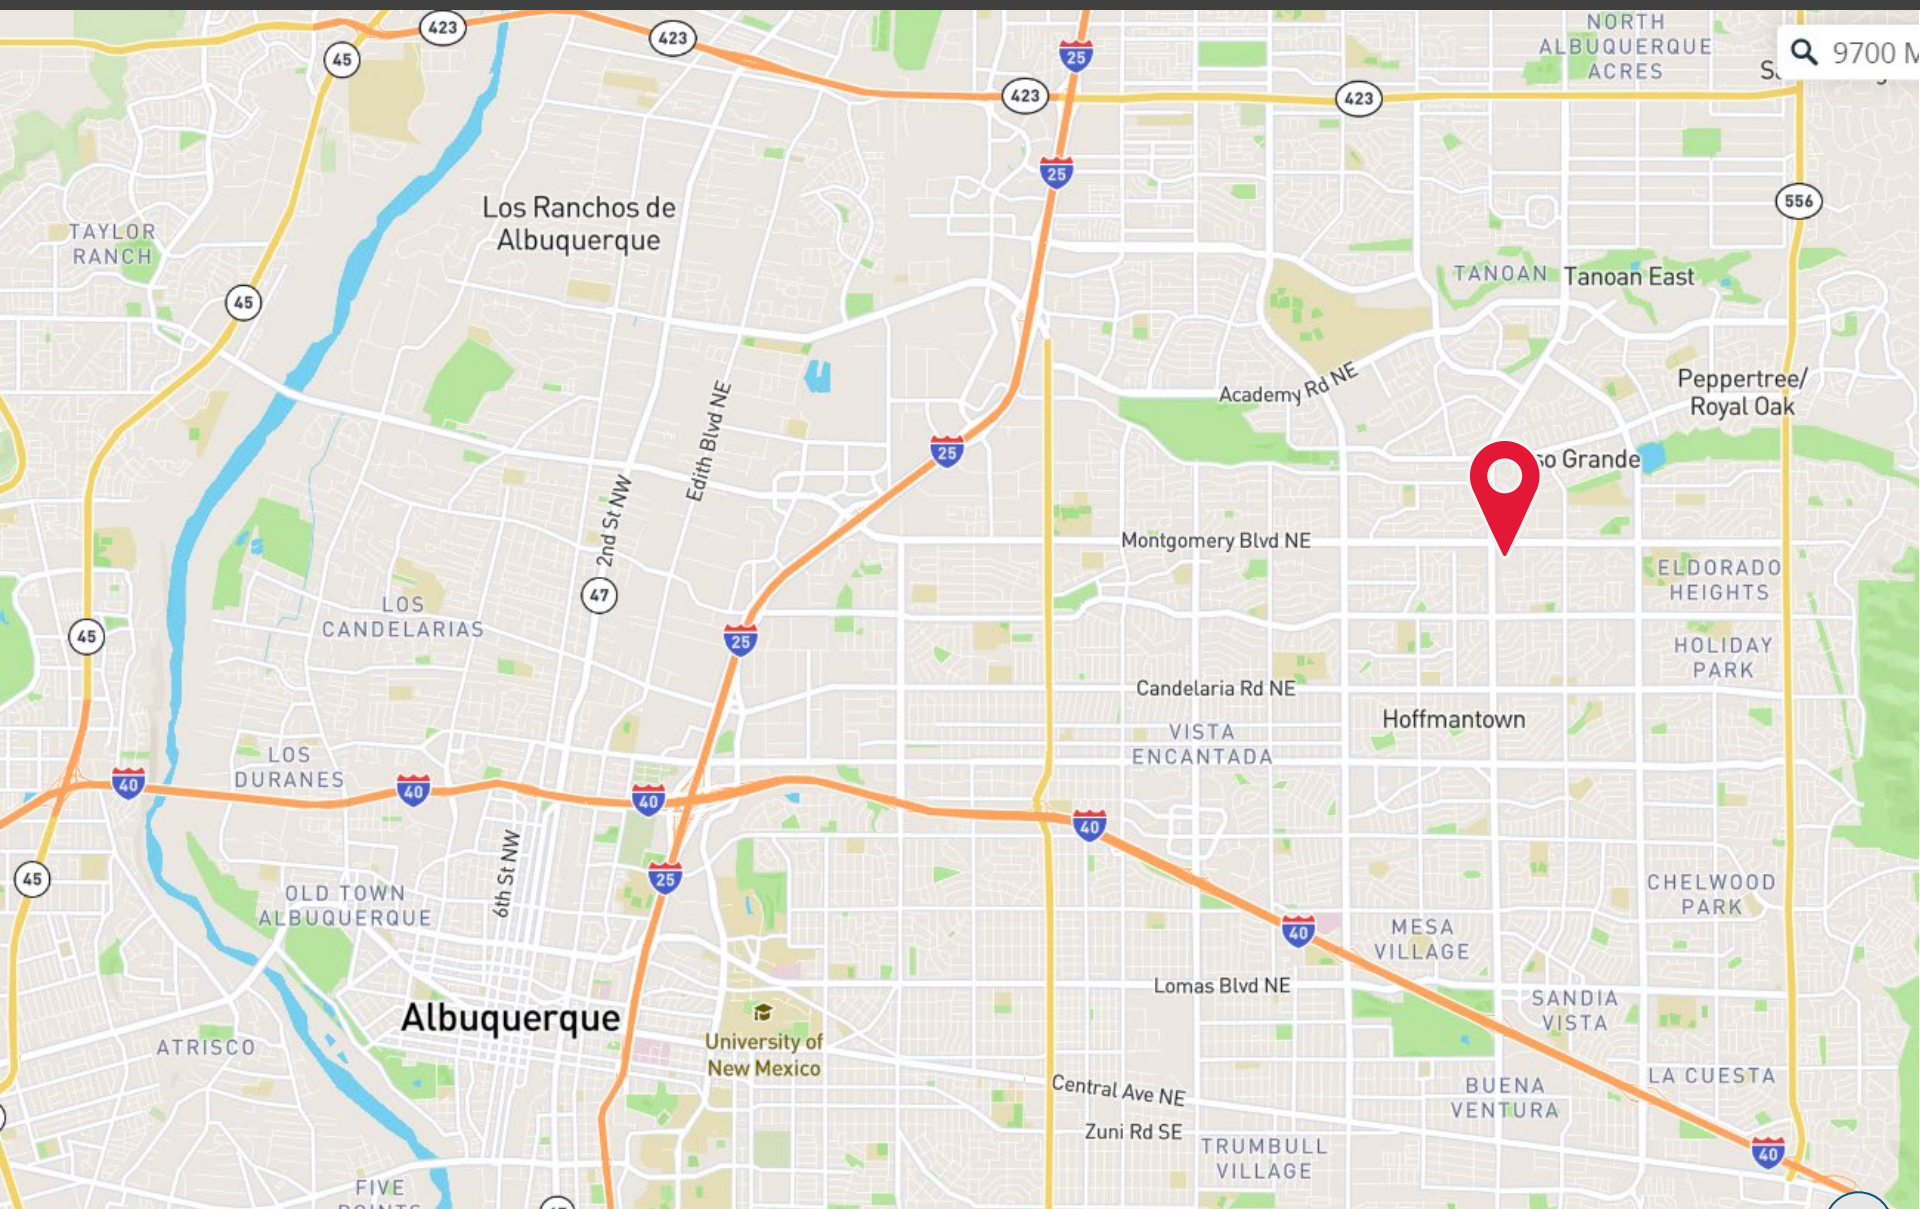 423
423
45
25
423
423
NORTH
ALBUQUERQUE
ACRES
9700
25
556
Los Ranchos de
Albuquerque
TAYLOR
RANCH
45
TANOAN
Tanoan East
Academy Rd NE
Peppertree/
Royal Oak
Edith Blvd NE
25
so Grande
2nd St NW
Montgomery Blvd NE
47
ELDORADO
HEIGHTS
LOS
CANDELARIAS
45
25
HOLIDAY
PARK
Candelaria Rd NE
Hoffmantown
VISTA
ENCANTADA
LOS
DURANES
40
40
40
40
6th St NW
45
25
OLD TOWN
ALBUQUERQUE
CHELWOOD
PARK
40
MESA
VILLAGE
Lomas Blvd NE
SANDIA
VISTA
Albuquerque
University of
New Mexico
ATRISCO
Central Ave NE
LA CUESTA
BUENA
VENTURA
Zuni Rd SE
TRUMBULL
VILLAGE
40
FIVE
POINTS